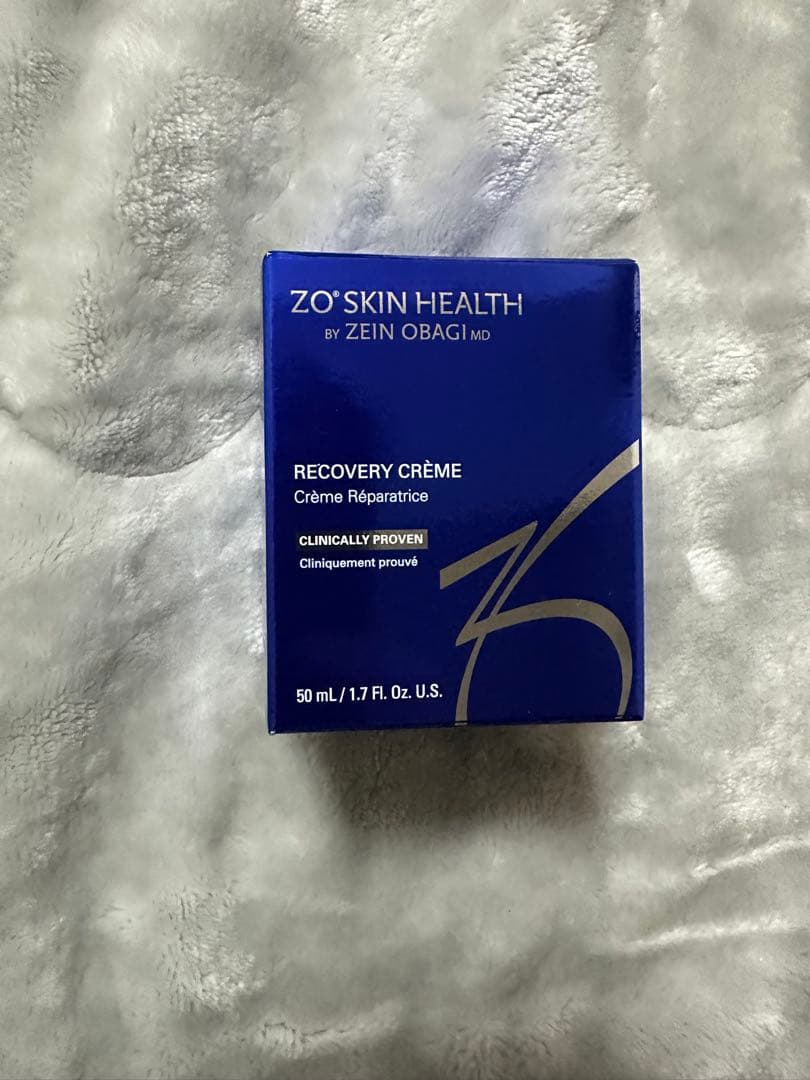 ZO® SKIN HEALTH
BY ZEIN OBAGI MD
RECOVERY CRÈME
Crème Réparatrice
CLINICALLY PROVEN
Cliniquement prouvé
50 mL / 1.7 Fl. Oz. U.S.